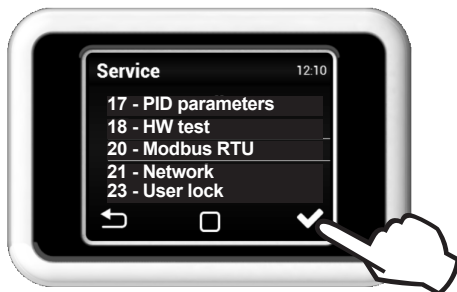 Service 12:10
17 - PID parameters
18 - HW test
20 - Modbus RTU
21 - Network
23 - User lock